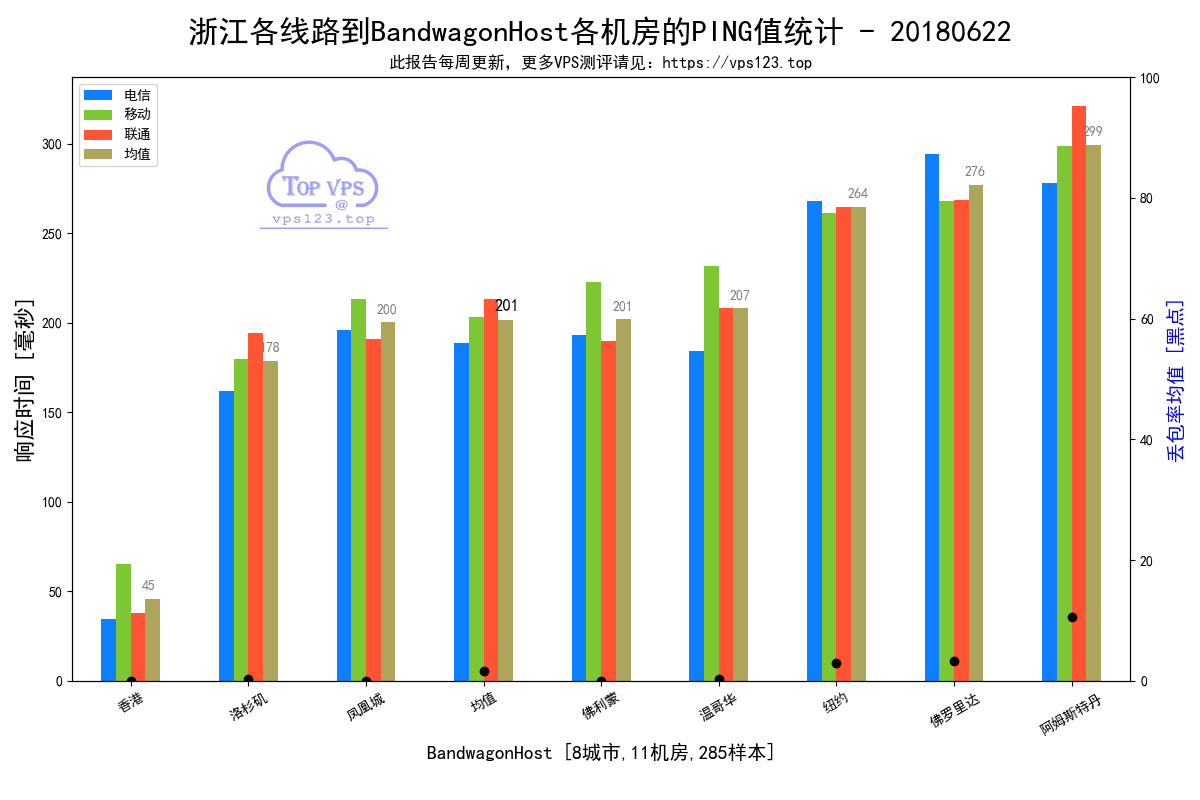 浙江各线路到BandwagonHost各机房的PING值统计 - 20180622
此报告每周更新，更多VPS测评请见：https://vps123.top
电信
移动
联通
均值
TOP VPS
@
vps123.top
响应时间 [毫秒]
300
250
200
150
100
50
0
45
178
200
201
201
207
264
276
299
100
80
60
40
20
0
丢包率均值 [黑点]
香港
洛杉矶
凤凰城
均值
佛利蒙
温哥华
纽约
佛罗里达
阿姆斯特丹
BandwagonHost [8城市,11机房,285样本]